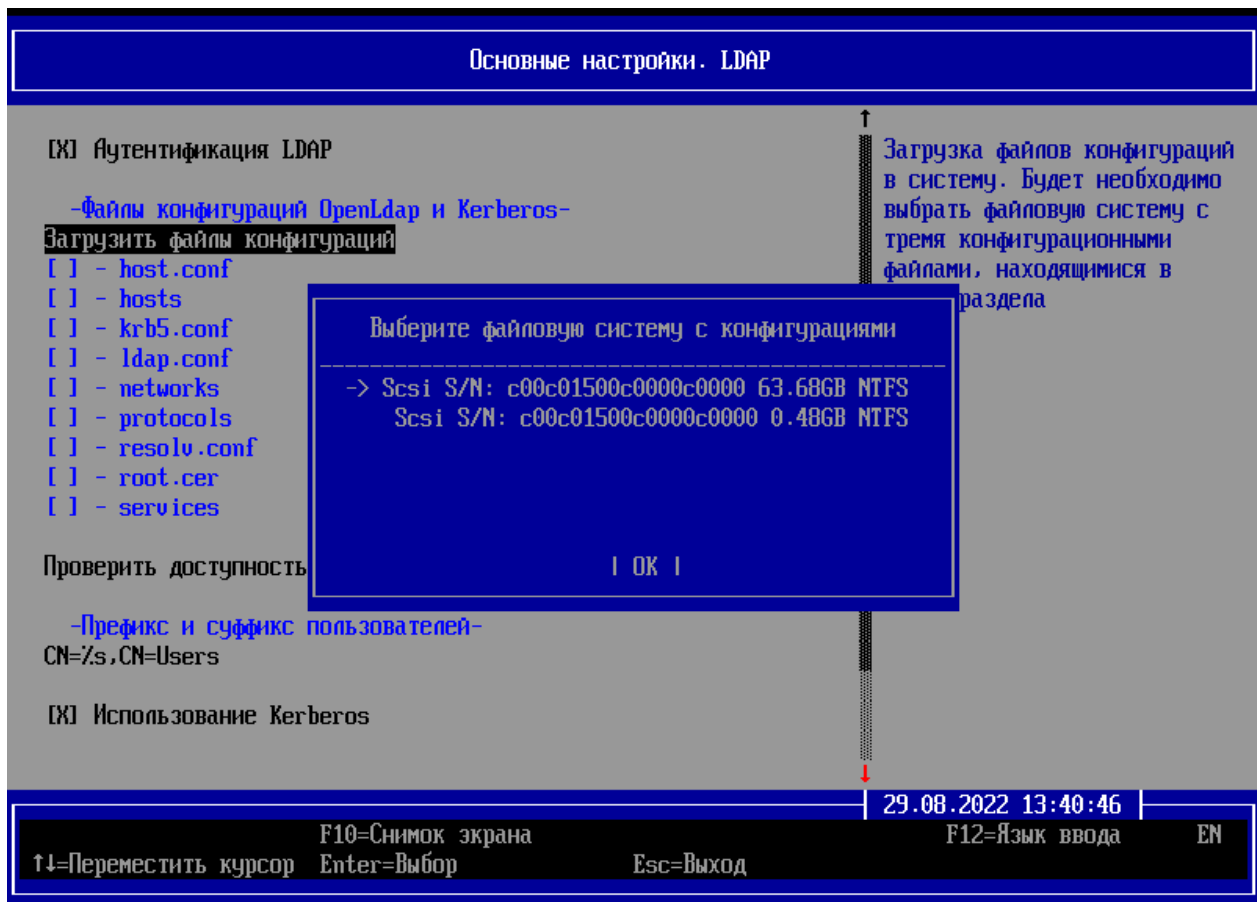 Основные настройки. LDAP
[X] Аутентификация LDAP
-Файлы конфигураций OpenLdap и Kerberos-
Загрузить файлы конфигураций
[ ] - host.conf
[ ] - hosts
[ ] - krb5.conf
[ ] - ldap.conf
[ ] - networks
[ ] - protocols
[ ] - resolv.conf
[ ] - root.cer
[ ] - services
Проверить доступность
-Префикс и суффикс пользователей-
CN=%s,CN=Users
[X] Использование Kerberos
Выберите файловую систему с конфигурациями
-> Scsi S/N: c00c01500c0000c0000 63.68GB NTFS
Scsi S/N: c00c01500c0000c0000 0.48GB NTFS
| OK |
Загрузка файлов конфигураций
в систему. Будет необходимо
выбрать файловую систему с
тремя конфигурационными
файлами, находящимися в
раздела
29.08.2022 13:40:46
F10=Снимок экрана F12=Язык ввода EN
↑↓=Переместить курсор Enter=Выбор Esc=Выход